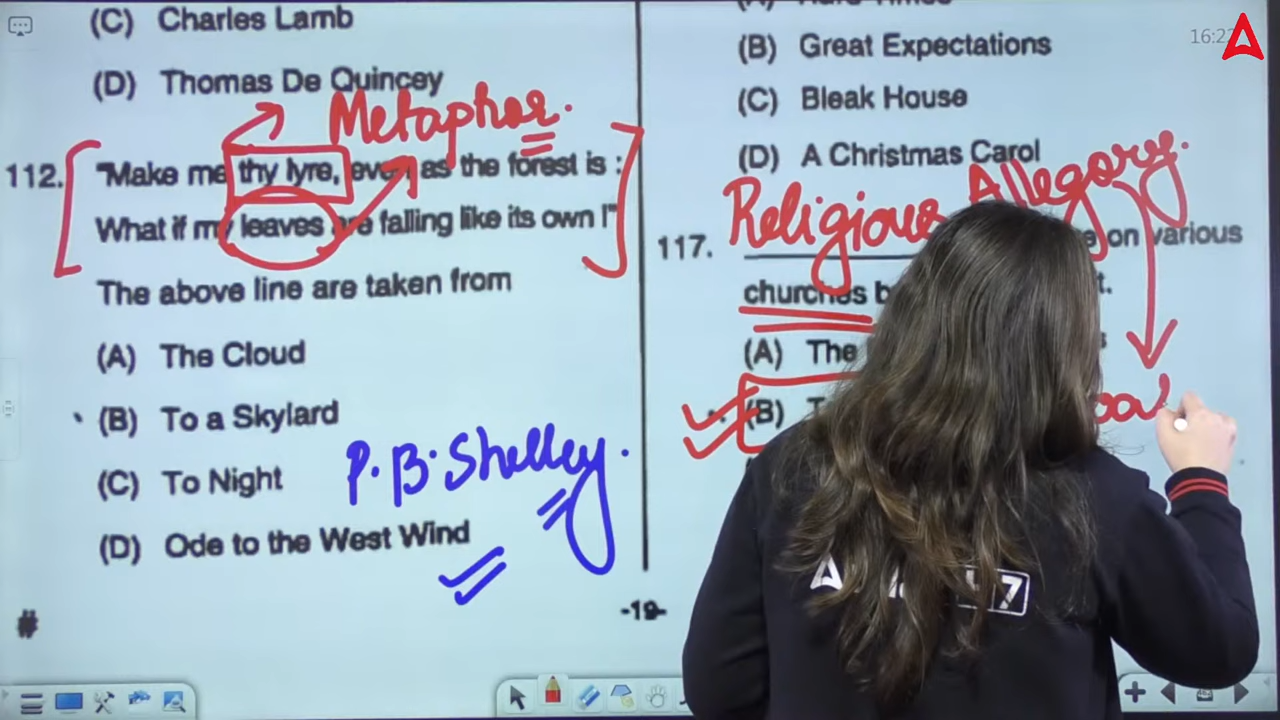 (C) Charles Lamb
(D) Thomas De Quincey
Metaphor.
112. "Make me thy lyre, even as the forest is :
What if my leaves are falling like its own !"
The above line are taken from
(A) The Cloud
(B) To a Skylard
(C) To Night
(D) Ode to the West Wind
P.B. Shelley.
#
-19-
(B) Great Expectations
(C) Bleak House
(D) A Christmas Carol
Religious Allegory.
117. on various
churches
(A) The
(B)
16:22
7